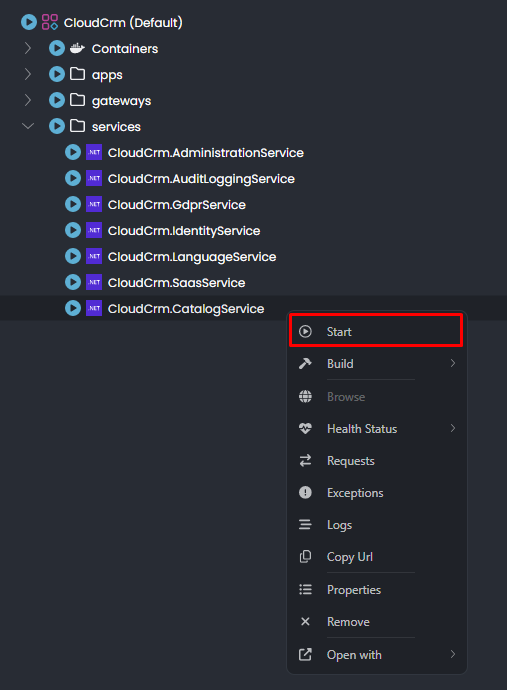 CloudCrm (Default)
Containers
apps
gateways
services
.NET CloudCrm.AdministrationService
.NET CloudCrm.AuditLoggingService
.NET CloudCrm.GdprService
.NET CloudCrm.IdentityService
.NET CloudCrm.LanguageService
.NET CloudCrm.SaasService
.NET CloudCrm.CatalogService
Start
Build
Browse
Health Status
Requests
Exceptions
Logs
Copy Url
Properties
Remove
Open with